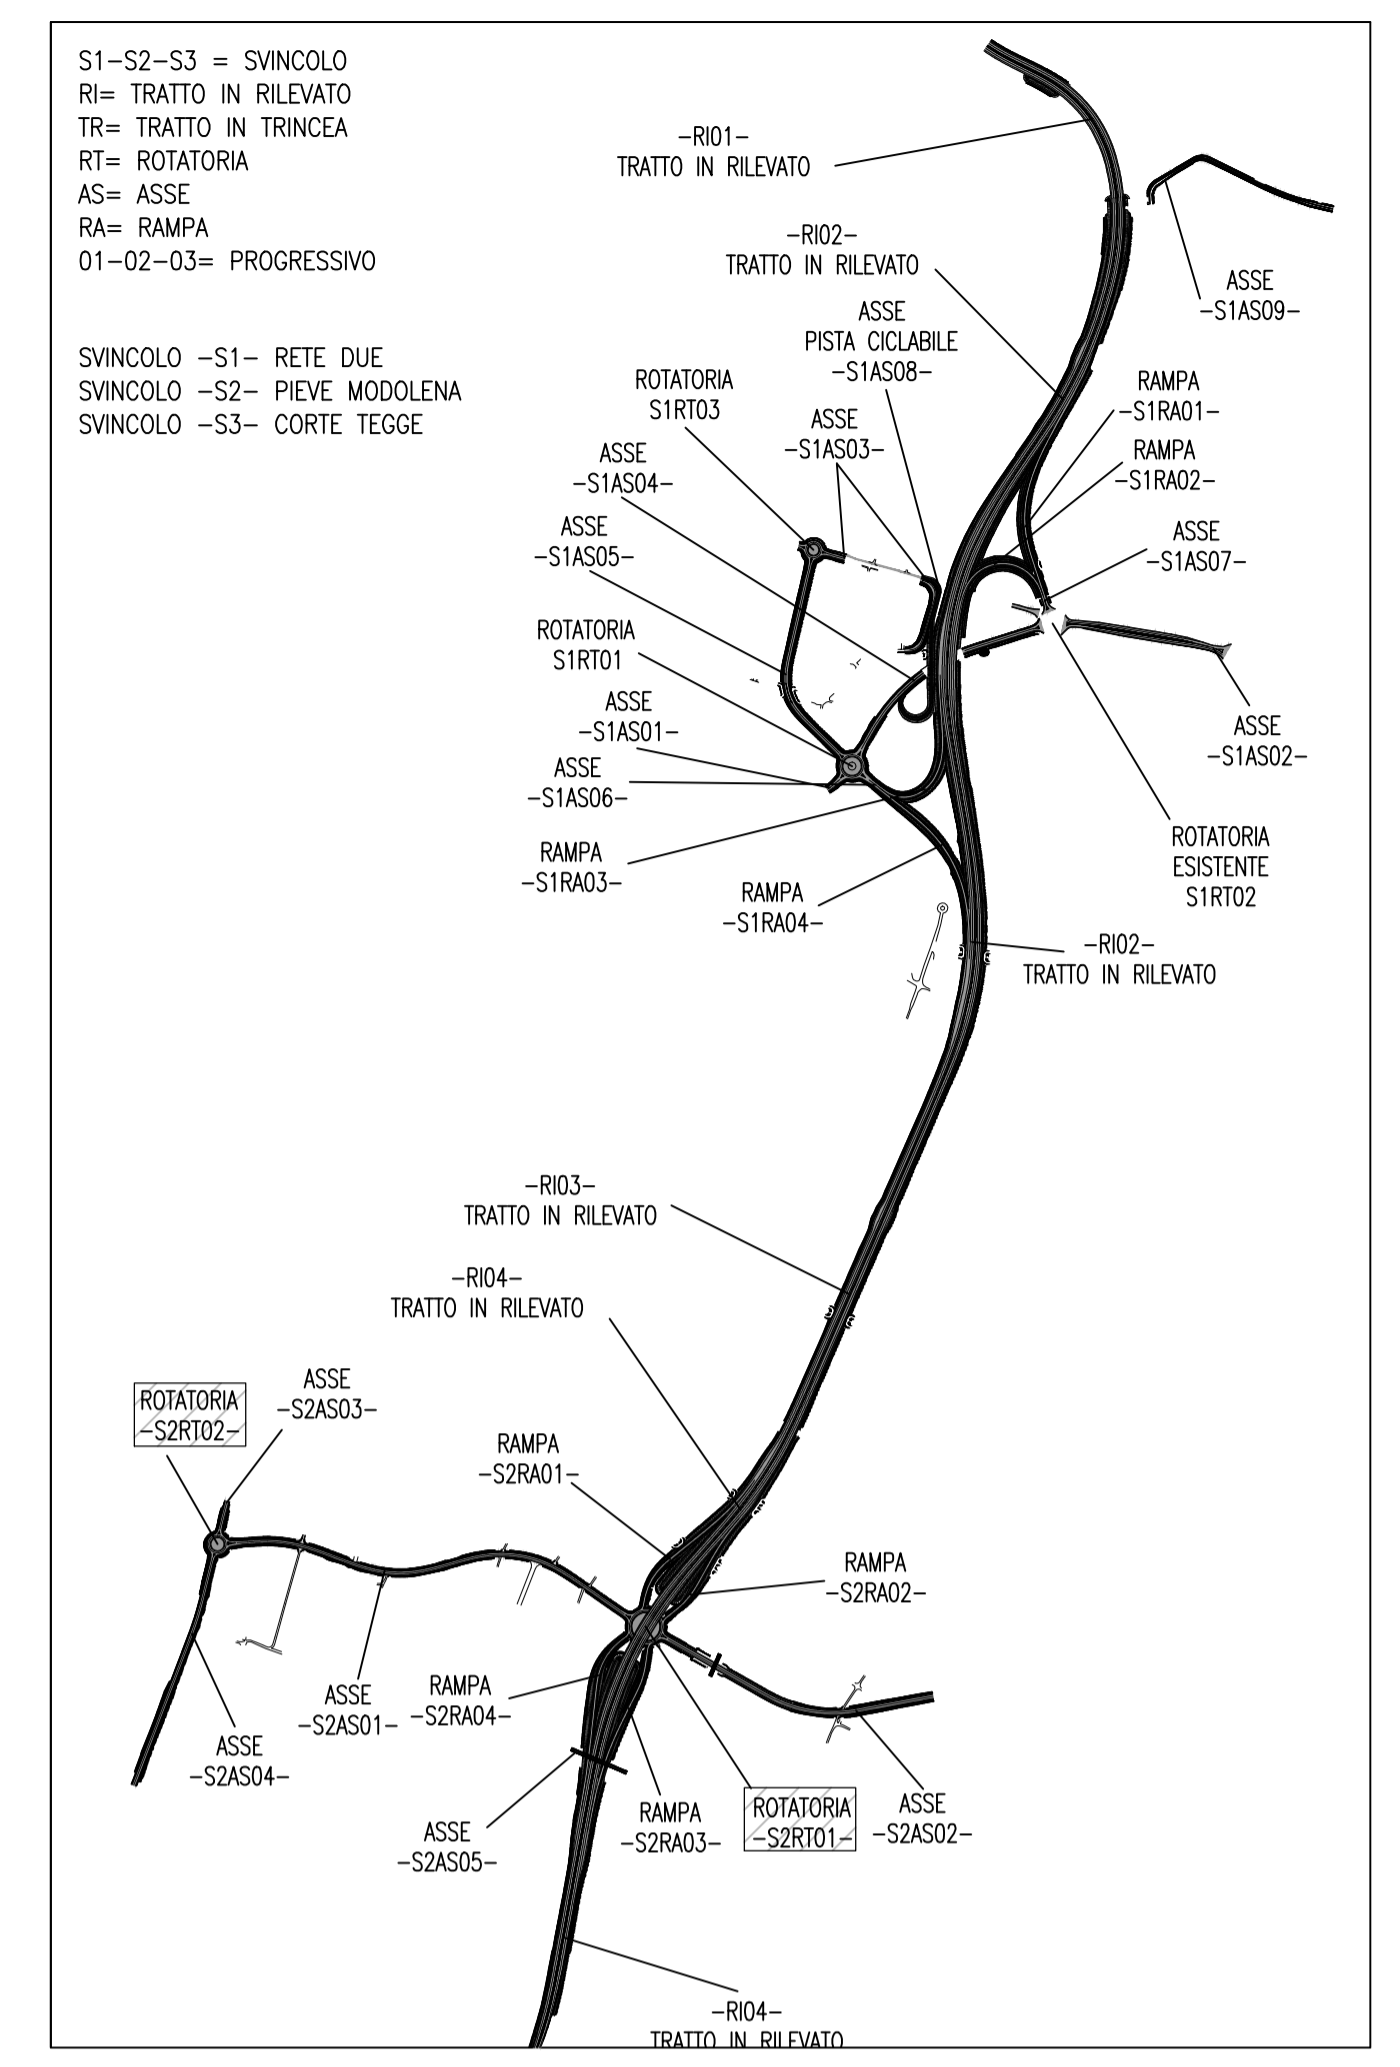 S1-S2-S3 = SVINCOLO
RI= TRATTO IN RILEVATO
TR= TRATTO IN TRINCEA
RT= ROTATORIA
AS= ASSE
RA= RAMPA
01-02-03= PROGRESSIVO
SVINCOLO -S1- RETE DUE
SVINCOLO -S2- PIEVE MODOLENA
SVINCOLO -S3- CORTE TEGGE
-RI01-
TRATTO IN RILEVATO
-RI02-
TRATTO IN RILEVATO
ASSE
-S1AS09-
ASSE
PISTA CICLABILE
-S1AS08-
ROTATORIA
S1RT03
RAMPA
-S1RA01-
ASSE
-S1AS03-
RAMPA
-S1RA02-
ASSE
-S1AS04-
ASSE
-S1AS05-
ASSE
-S1AS07-
ROTATORIA
S1RT01
ASSE
-S1AS01-
ASSE
-S1AS02-
ASSE
-S1AS06-
ROTATORIA
ESISTENTE
S1RT02
RAMPA
-S1RA03-
RAMPA
-S1RA04-
-RI02-
TRATTO IN RILEVATO
-RI03-
TRATTO IN RILEVATO
-RI04-
TRATTO IN RILEVATO
ASSE
-S2AS03-
ROTATORIA
-S2RT02-
RAMPA
-S2RA01-
RAMPA
-S2RA02-
RAMPA
-S2RA04-
ASSE
-S2AS01-
ASSE
-S2AS04-
ROTATORIA
-S2RT01-
ASSE
-S2AS02-
RAMPA
-S2RA03-
ASSE
-S2AS05-
-RI04-
TRATTO IN RILEVATO